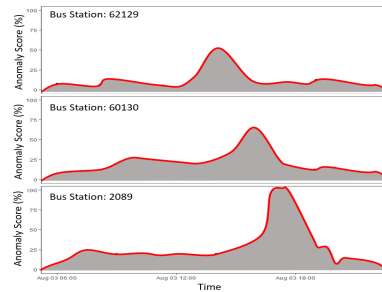 Bus Station: 62129
Anomaly Score (%)
100
75
50
25
0
Bus Station: 60130
Anomaly Score (%)
100
75
50
25
0
Bus Station: 2089
Anomaly Score (%)
100
75
50
25
0
Aug 03 06:00 Aug 03 12:00 Aug 03 18:00
Time